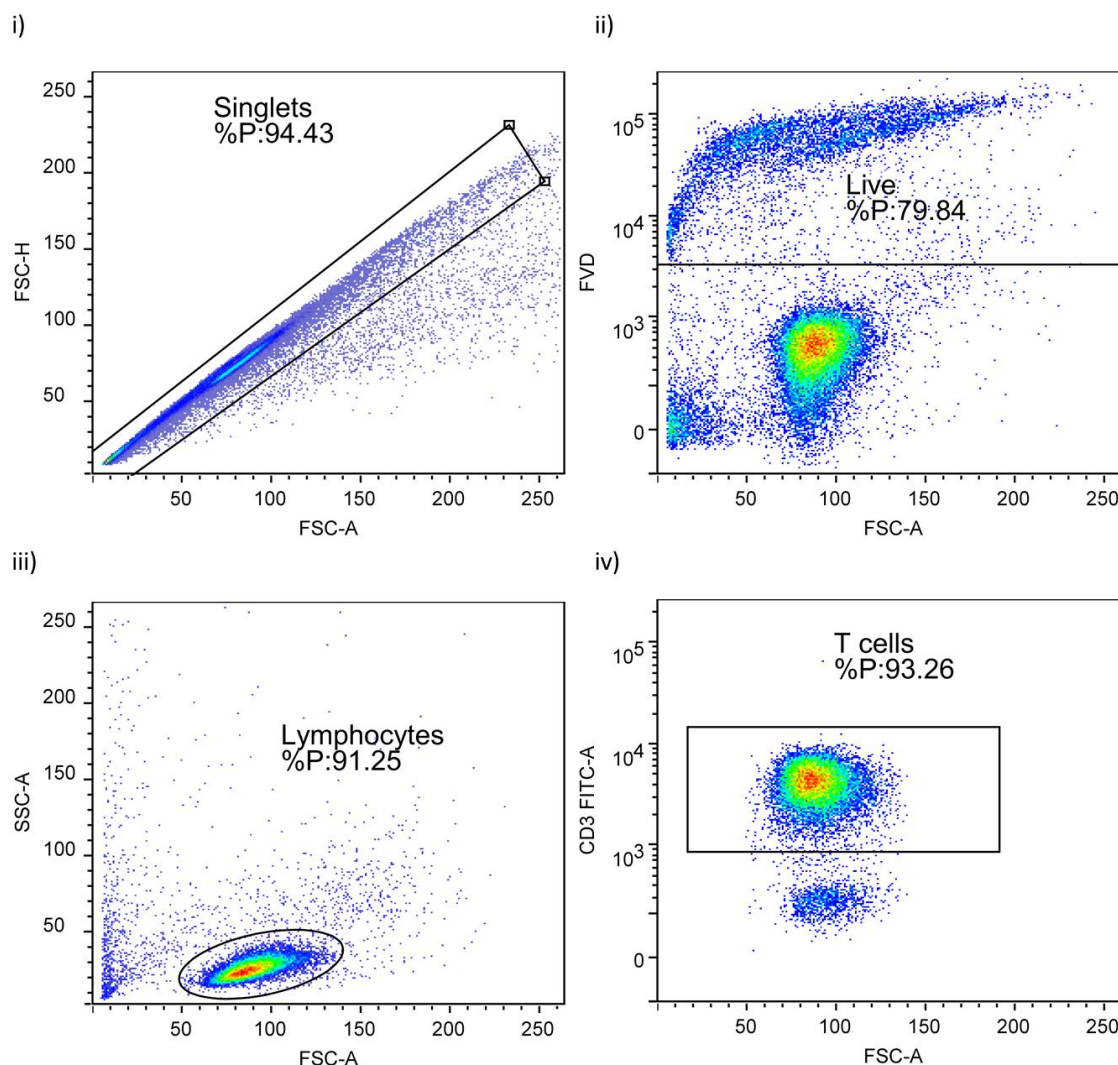 i)
Singlets
%P:94.43
250
200
150
100
50
FSC-H
50
100
150
200
250
FSC-A
ii)
Live
%P:79.84
10^5
10^4
10^3
0
FVD
50
100
150
200
250
FSC-A
iii)
Lymphocytes
%P:91.25
250
200
150
100
50
SSC-A
50
100
150
200
250
FSC-A
iv)
T cells
%P:93.26
10^5
10^4
10^3
0
CD3 FITC-A
50
100
150
200
250
FSC-A